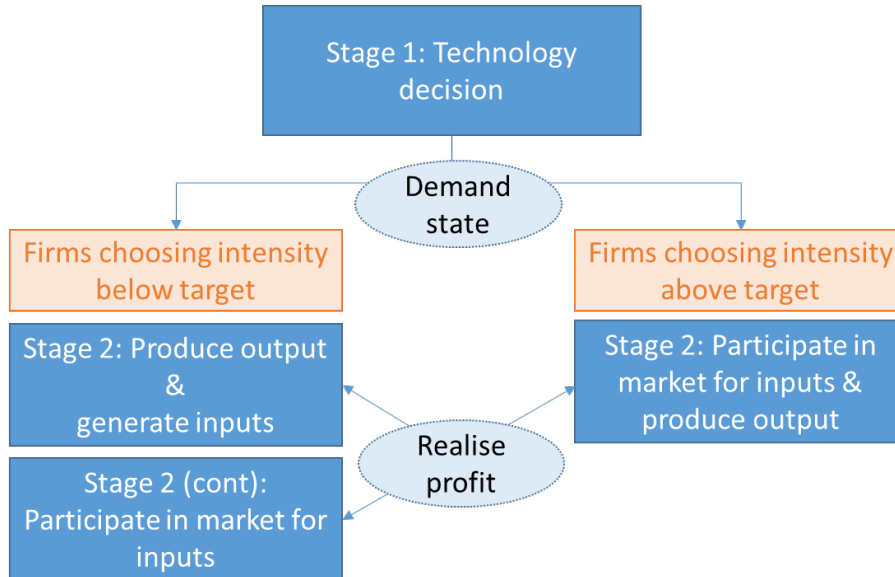 Stage 1: Technology
decision
Demand
state
Firms choosing intensity
below target
Firms choosing intensity
above target
Stage 2: Produce output
&
generate inputs
Stage 2: Participate in
market for inputs &
produce output
Realise
profit
Stage 2 (cont):
Participate in market for
inputs